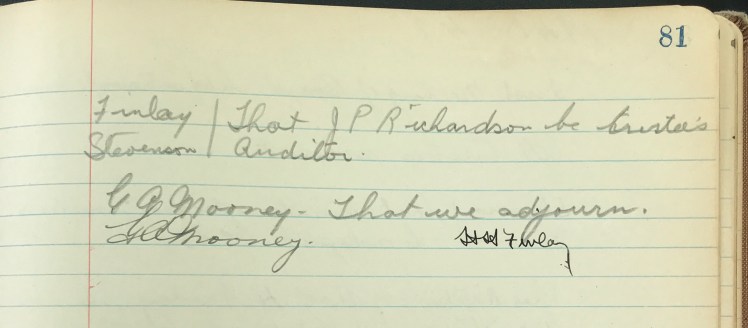 81
Finlay | That J P Richardson be trustee's
Stevenson | Auditor.
G A Mooney - That we adjourn.
G A Mooney. Finlay